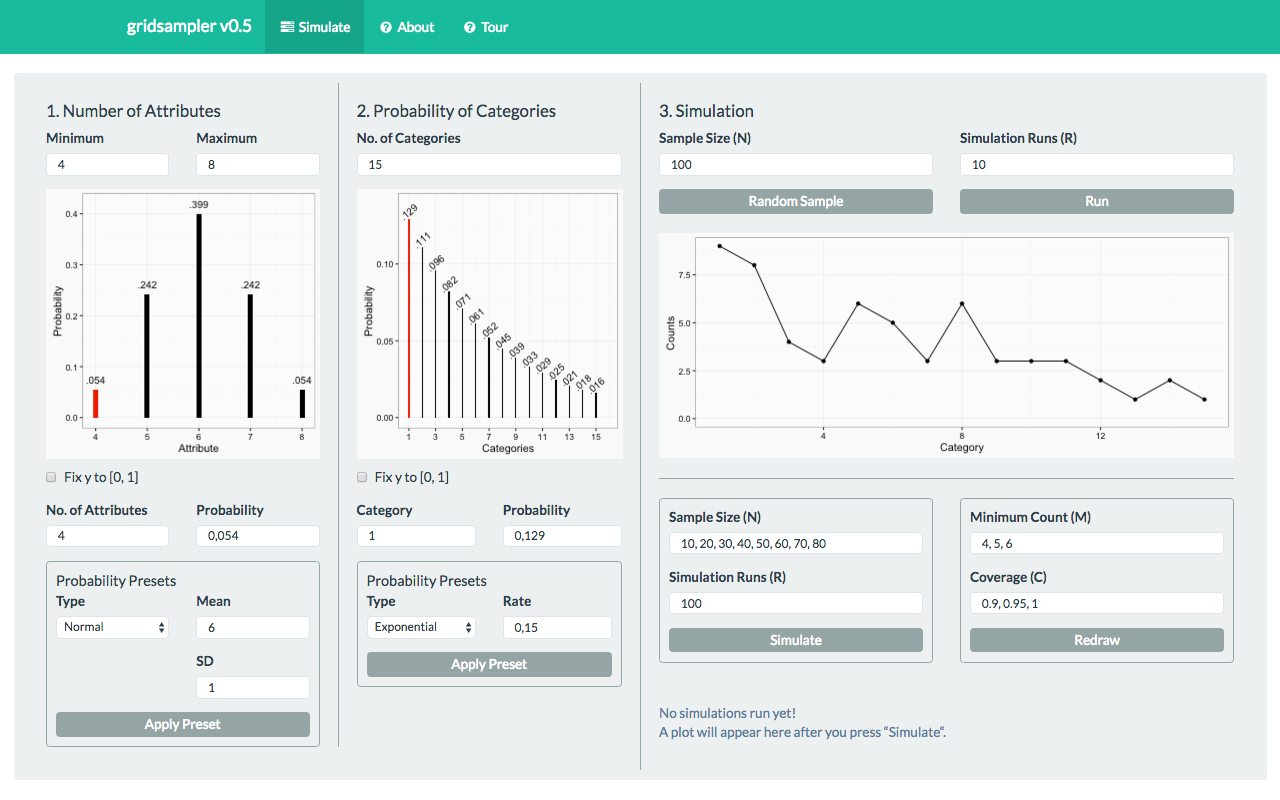 gridsampler v0.5
Simulate
About
Tour
1. Number of Attributes
Minimum Maximum
4 8
.399
.242 .242
.054 .054
0.4
0.3
0.2
0.1
0.0
Probability
4 5 6 7 8
Attribute
Fix y to [0, 1]
No. of Attributes Probability
4 0,054
Probability Presets
Type Mean
Normal 6
SD
1
Apply Preset
2. Probability of Categories
No. of Categories
15
.129 .111 .096 .082 .071 .061 .052 .045 .039 .033 .029 .025 .021 .018 .016
0.10
0.05
0.00
Probability
1 3 5 7 9 11 13 15
Categories
Fix y to [0, 1]
Category Probability
1 0,129
Probability Presets
Type Rate
Exponential 0,15
Apply Preset
3. Simulation
Sample Size (N) Simulation Runs (R)
100 10
Random Sample Run
7.5
5.0
2.5
0.0
Counts
4 8 12
Category
Sample Size (N)
10, 20, 30, 40, 50, 60, 70, 80
Simulation Runs (R)
100
Simulate
Minimum Count (M)
4, 5, 6
Coverage (C)
0.9, 0.95, 1
Redraw
No simulations run yet!
A plot will appear here after you press “Simulate“.